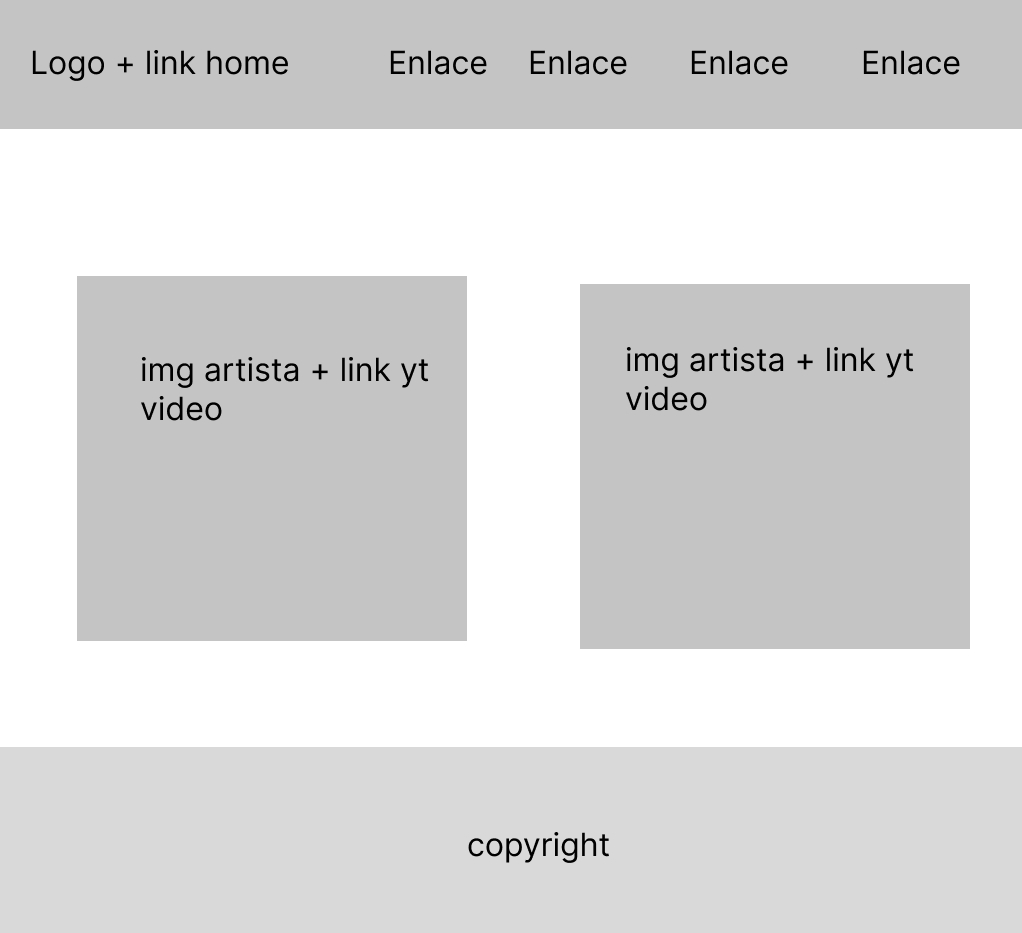 Logo + link home Enlace Enlace Enlace Enlace
img artista + link yt
video
img artista + link yt
video
copyright